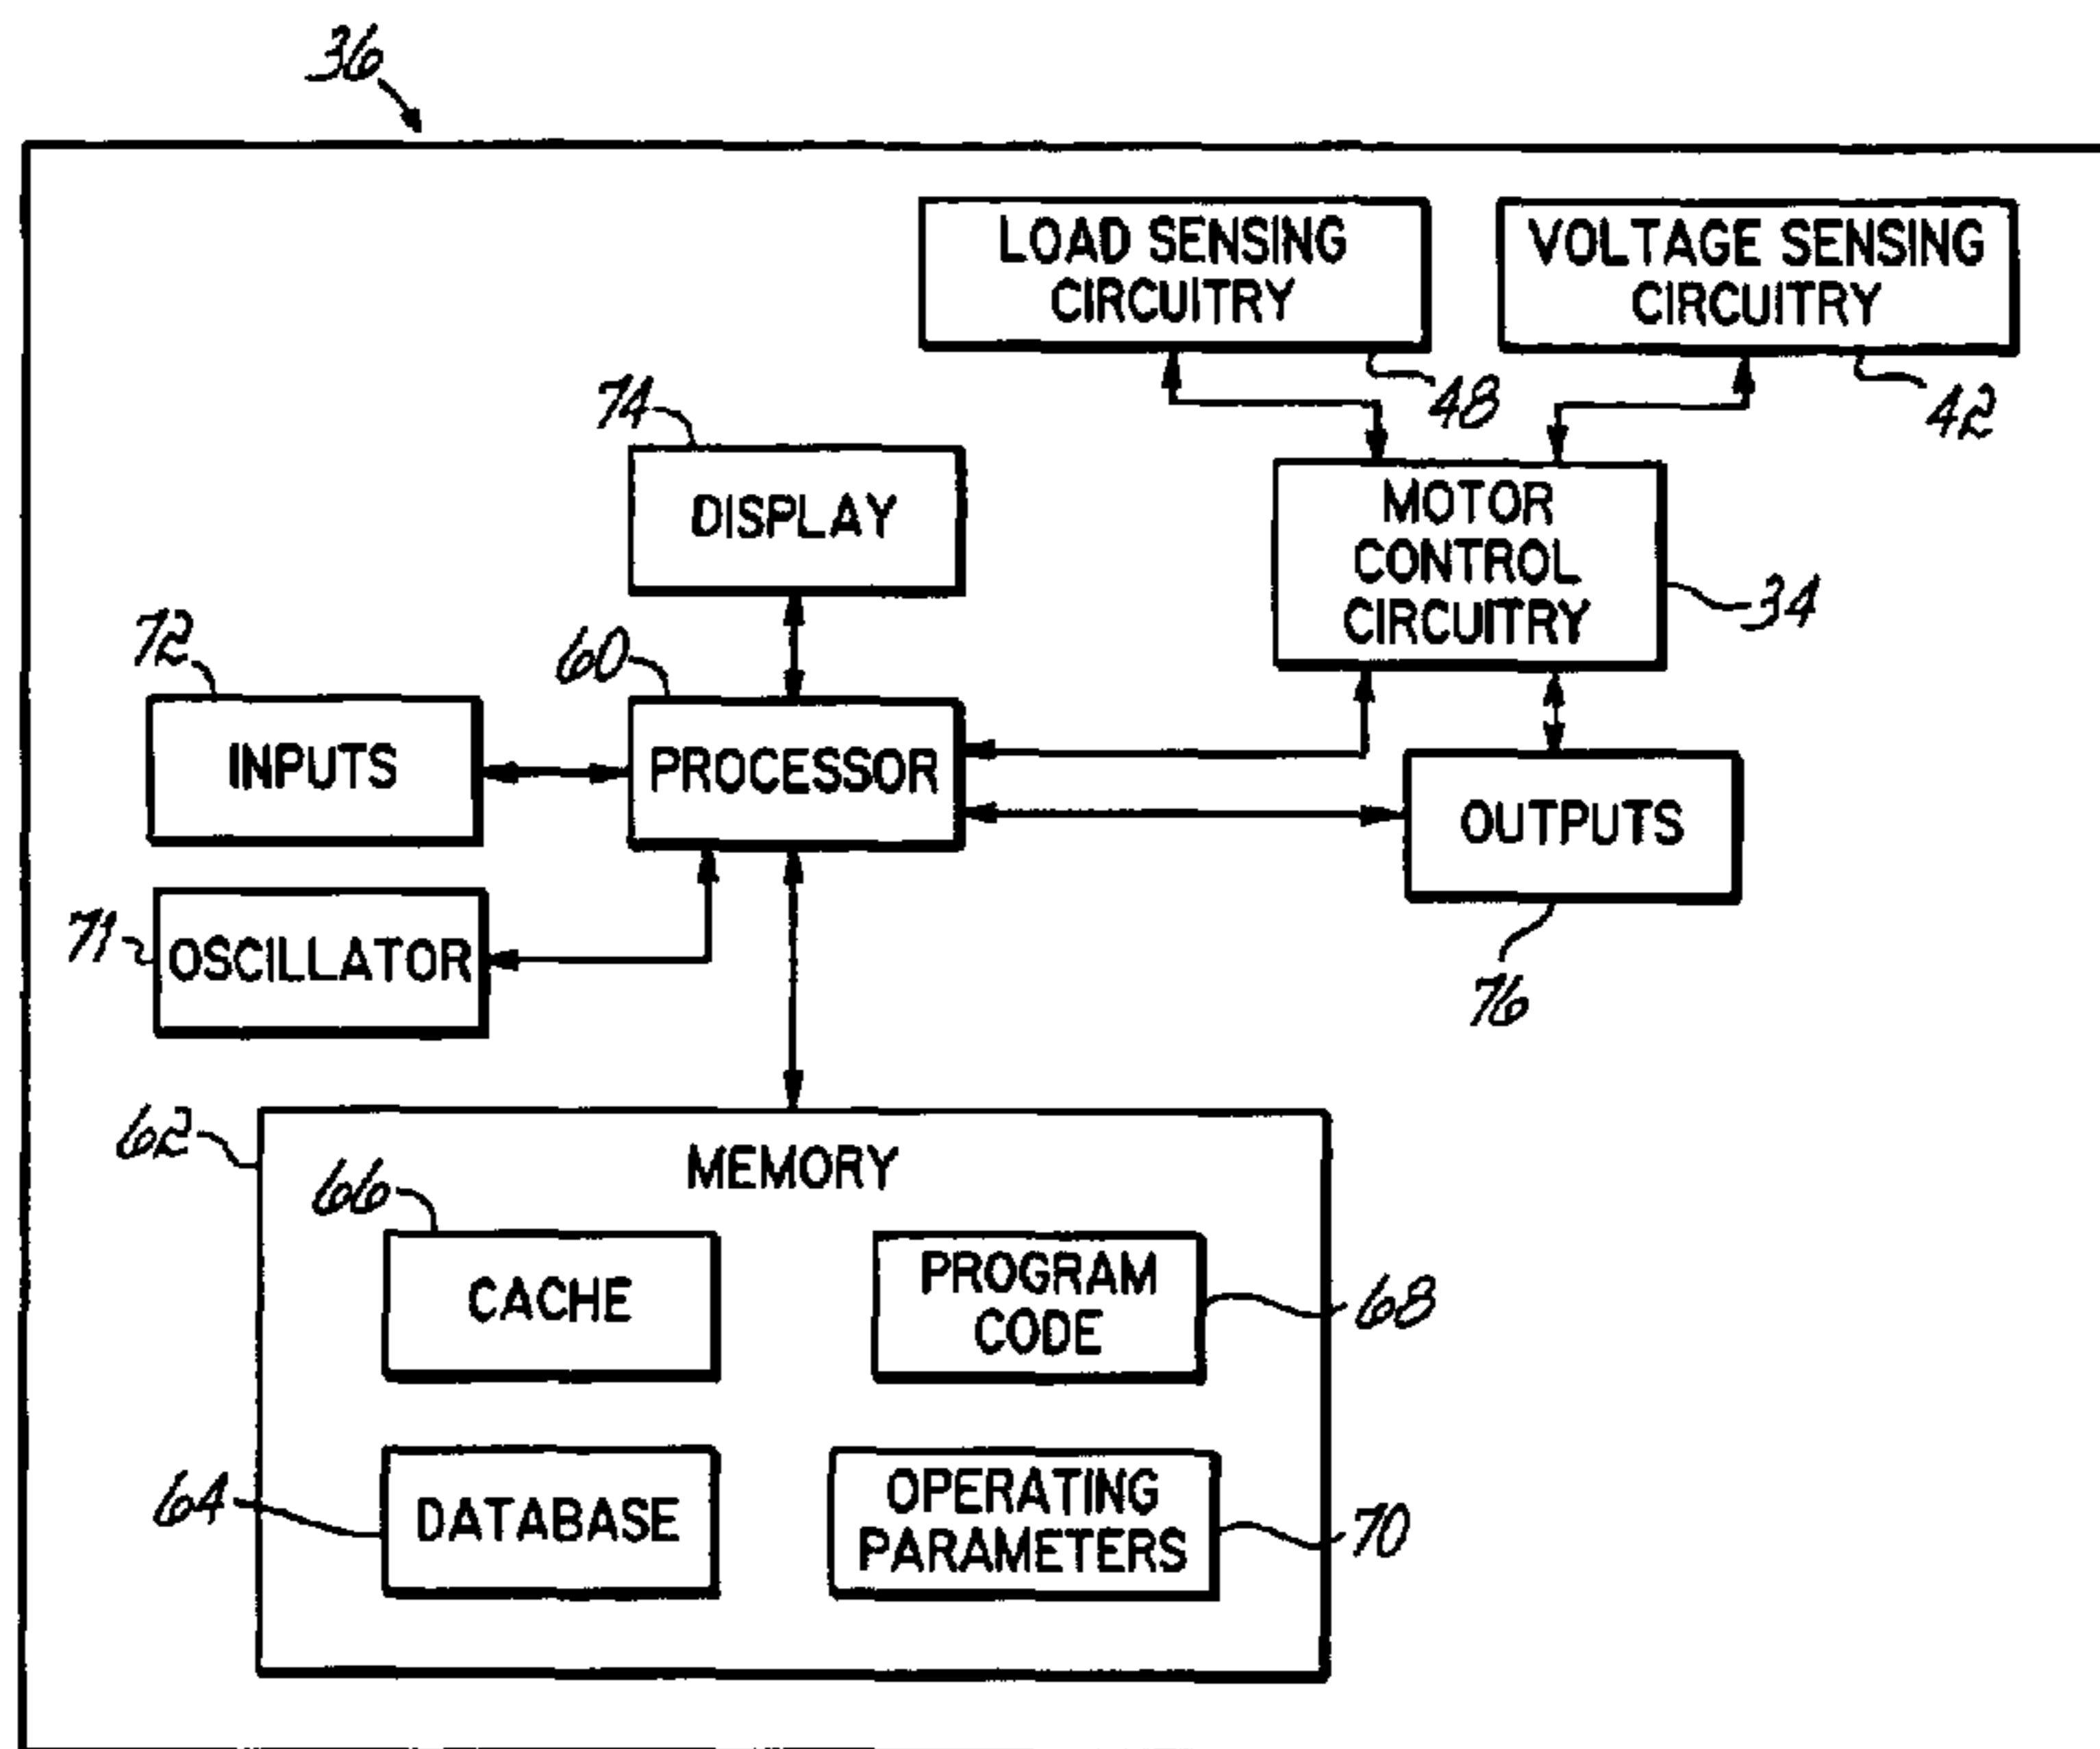 36
LOAD SENSING
CIRCUITRY
VOLTAGE SENSING
CIRCUITRY
48
42
74
DISPLAY
MOTOR
CONTROL
CIRCUITRY
34
72
60
INPUTS
PROCESSOR
OUTPUTS
71
OSCILLATOR
76
62
MEMORY
66
CACHE
PROGRAM
CODE
68
64
DATABASE
OPERATING
PARAMETERS
70